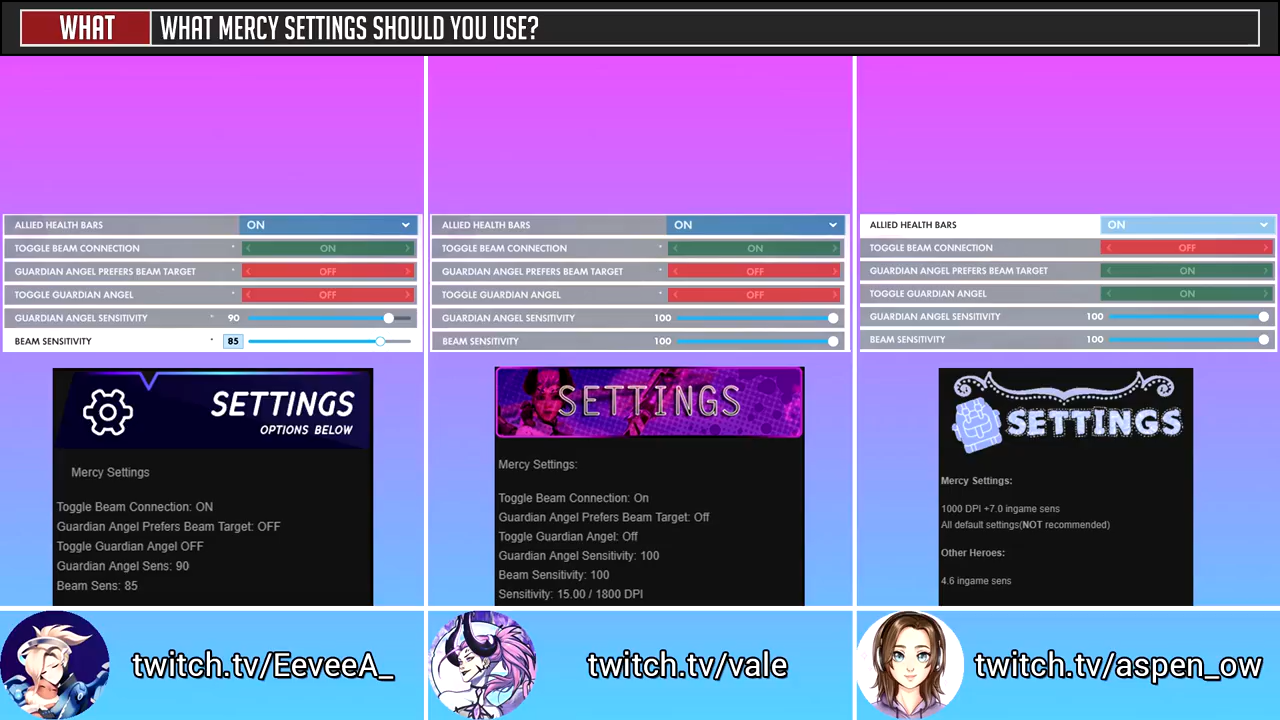 WHAT
WHAT MERCY SETTINGS SHOULD YOU USE?
ALLIED HEALTH BARS ON
TOGGLE BEAM CONNECTION ON
GUARDIAN ANGEL PREFERS BEAM TARGET OFF
TOGGLE GUARDIAN ANGEL OFF
GUARDIAN ANGEL SENSITIVITY 90
BEAM SENSITIVITY 85
SETTINGS
OPTIONS BELOW
Mercy Settings
Toggle Beam Connection: ON
Guardian Angel Prefers Beam Target: OFF
Toggle Guardian Angel OFF
Guardian Angel Sens: 90
Beam Sens: 85
twitch.tv/EeveeA_
ALLIED HEALTH BARS ON
TOGGLE BEAM CONNECTION ON
GUARDIAN ANGEL PREFERS BEAM TARGET OFF
TOGGLE GUARDIAN ANGEL OFF
GUARDIAN ANGEL SENSITIVITY 100
BEAM SENSITIVITY 100
SETTINGS
Mercy Settings:
Toggle Beam Connection: On
Guardian Angel Prefers Beam Target: Off
Toggle Guardian Angel: Off
Guardian Angel Sensitivity: 100
Beam Sensitivity: 100
Sensitivity: 15.00 / 1800 DPI
twitch.tv/vale
ALLIED HEALTH BARS ON
TOGGLE BEAM CONNECTION OFF
GUARDIAN ANGEL PREFERS BEAM TARGET ON
TOGGLE GUARDIAN ANGEL ON
GUARDIAN ANGEL SENSITIVITY 100
BEAM SENSITIVITY 100
SETTINGS
Mercy Settings:
1000 DPI +7.0 ingame sens
All default settings(NOT recommended)
Other Heroes:
4.6 ingame sens
twitch.tv/aspen_ow